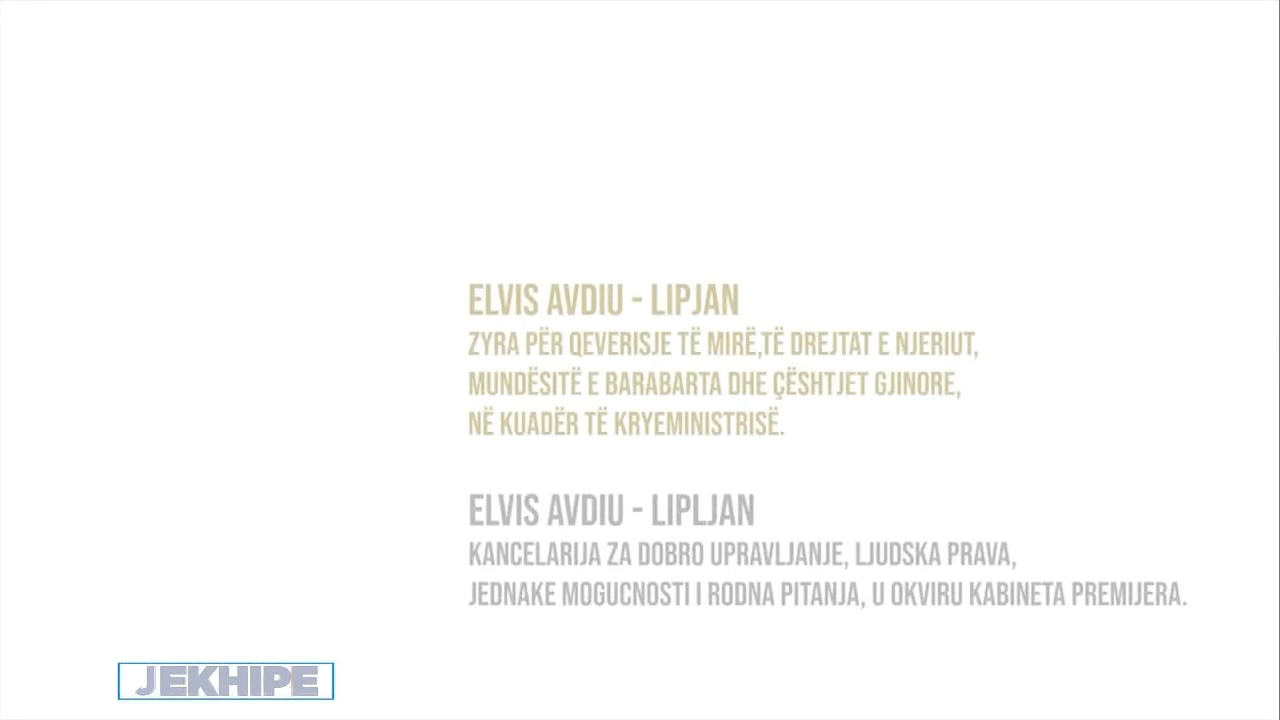 ELVIS AVDIU - LIPJAN
ZYRA PËR QEVERISJE TË MIRË,TË DREJTAT E NJERIUT,
MUNDËSITË E BARABARTA DHE ÇËSHTJET GJINORE,
NË KUADËR TË KRYEMINISTRISË.
ELVIS AVDIU - LIPLJAN
KANCELARIJA ZA DOBRO UPRAVLJANJE, LJUDSKA PRAVA,
JEDNAKE MOGUCNOSTI I RODNA PITANJA, U OKVIRU KABINETA PREMIJERA.
JEKHIPE